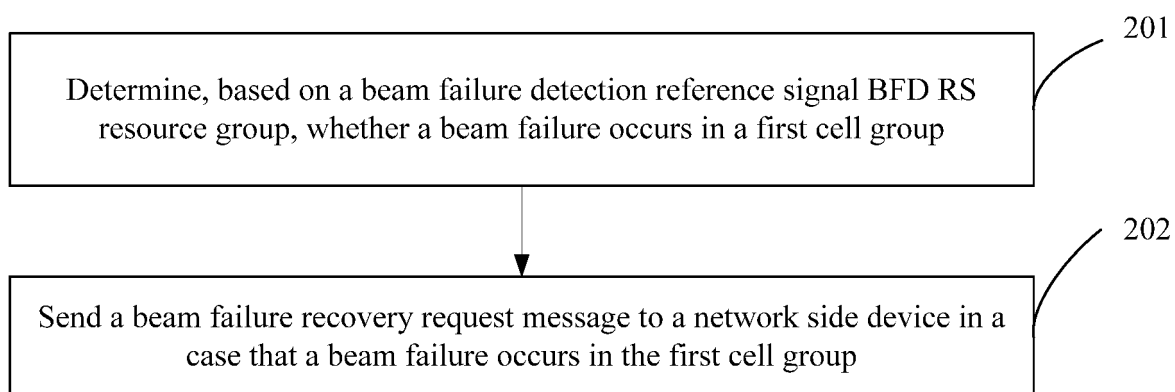 201
Determine, based on a beam failure detection reference signal BFD RS
resource group, whether a beam failure occurs in a first cell group
202
Send a beam failure recovery request message to a network side device in a
case that a beam failure occurs in the first cell group